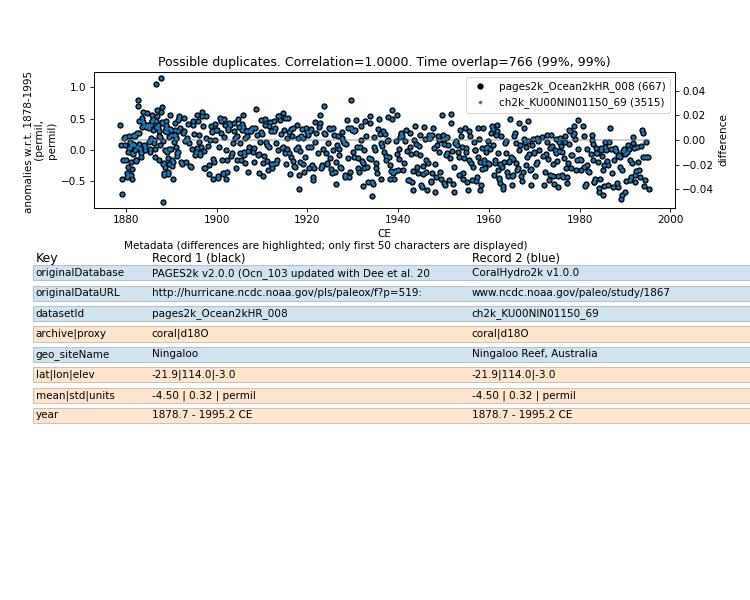 Possible duplicates. Correlation=1.0000. Time overlap=766 (99%, 99%)
anomalies w.r.t. 1878-1995
(permil,
permil)
1.0
0.5
0.0
−0.5
pages2k_Ocean2kHR_008 (667)
ch2k_KU00NIN01150_69 (3515)
0.04
0.02
0.00
−0.02
−0.04
difference
1880 1900 1920 1940 1960 1980 2000
CE
Metadata (differences are highlighted; only first 50 characters are displayed)
Key Record 1 (black) Record 2 (blue)
originalDatabase PAGES2k v2.0.0 (Ocn_103 updated with Dee et al. 20 CoralHydro2k v1.0.0
originalDataURL http://hurricane.ncdc.noaa.gov/pls/paleox/f?p=519: www.ncdc.noaa.gov/paleo/study/1867
datasetId pages2k_Ocean2kHR_008 ch2k_KU00NIN01150_69
archive|proxy coral|d18O coral|d18O
geo_siteName Ningaloo Ningaloo Reef, Australia
lat|lon|elev -21.9|114.0|-3.0 -21.9|114.0|-3.0
mean|std|units -4.50 | 0.32 | permil -4.50 | 0.32 | permil
year 1878.7 - 1995.2 CE 1878.7 - 1995.2 CE